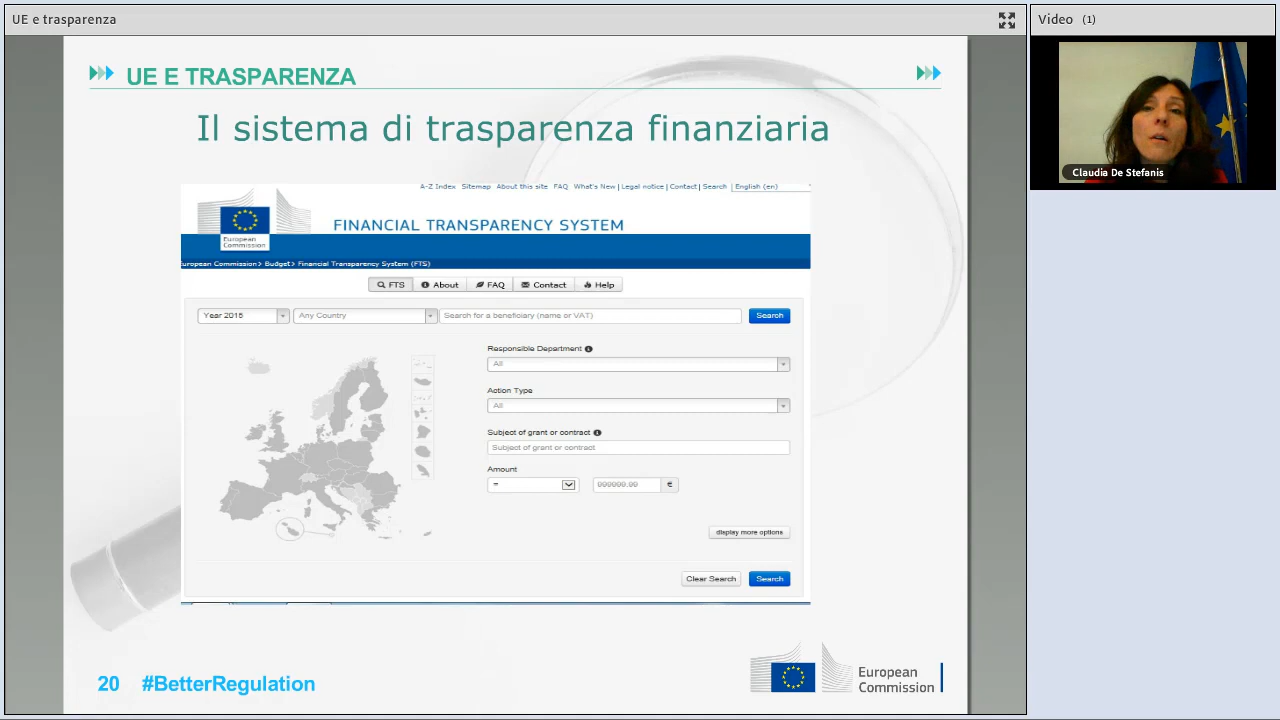 UE e trasparenza
Video (1)
UE E TRASPARENZA
Il sistema di trasparenza finanziaria
A-Z Index Sitemap About this site FAQ What's New | Legal notice | Contact | Search English (en)
European Commission
FINANCIAL TRANSPARENCY SYSTEM
uropean Commission> Budget> Financial Transparency System (FTS)
FTS About FAQ Contact Help
Year 2015 Any Country Search for a beneficiary (name or VAT) Search
Responsible Department
All
Action Type
All
Subject of grant or contract
Subject of grant or contract
Amount
= 999999.99 €
display more options
Clear Search Search
20 #BetterRegulation
European
Commission
Claudia De Stefanis